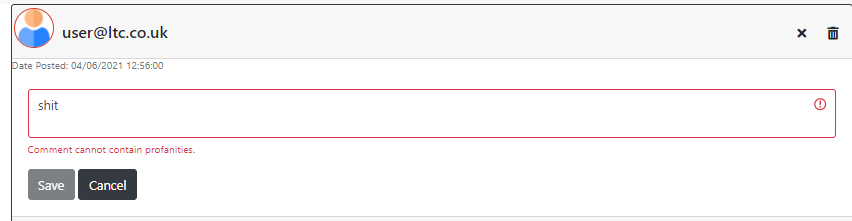 user@ltc.co.uk
Date Posted: 04/06/2021 12:56:00
shit
Comment cannot contain profanities.
Save Cancel